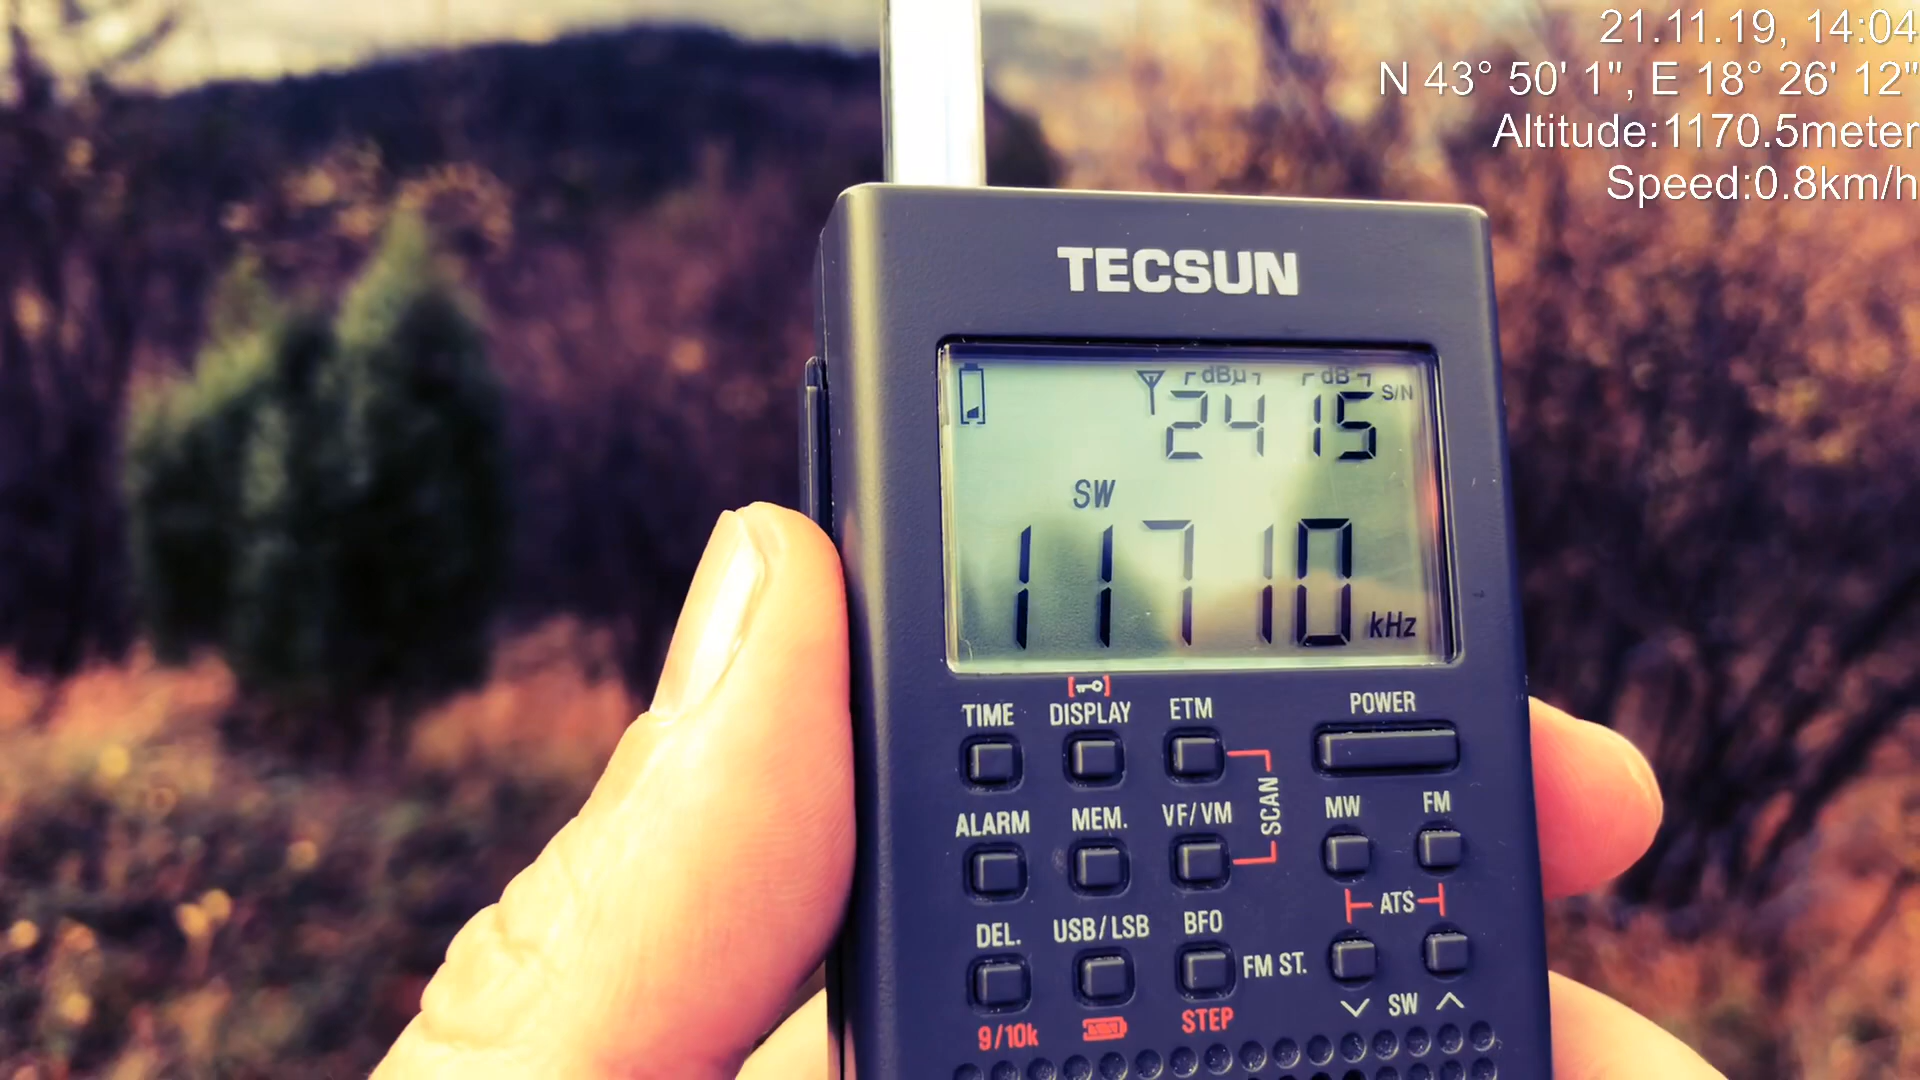 21.11.19, 14:04
N 43° 50' 1", E 18° 26' 12"
Altitude:1170.5meter
Speed:0.8km/h
TECSUN
dBµ dB S/N
24 15
SW
11710 kHz
TIME DISPLAY ETM POWER
ALARM MEM. VF/VM SCAN MW FM
ATS
DEL. USB/LSB BFO FM ST.
9/10k STEP SW